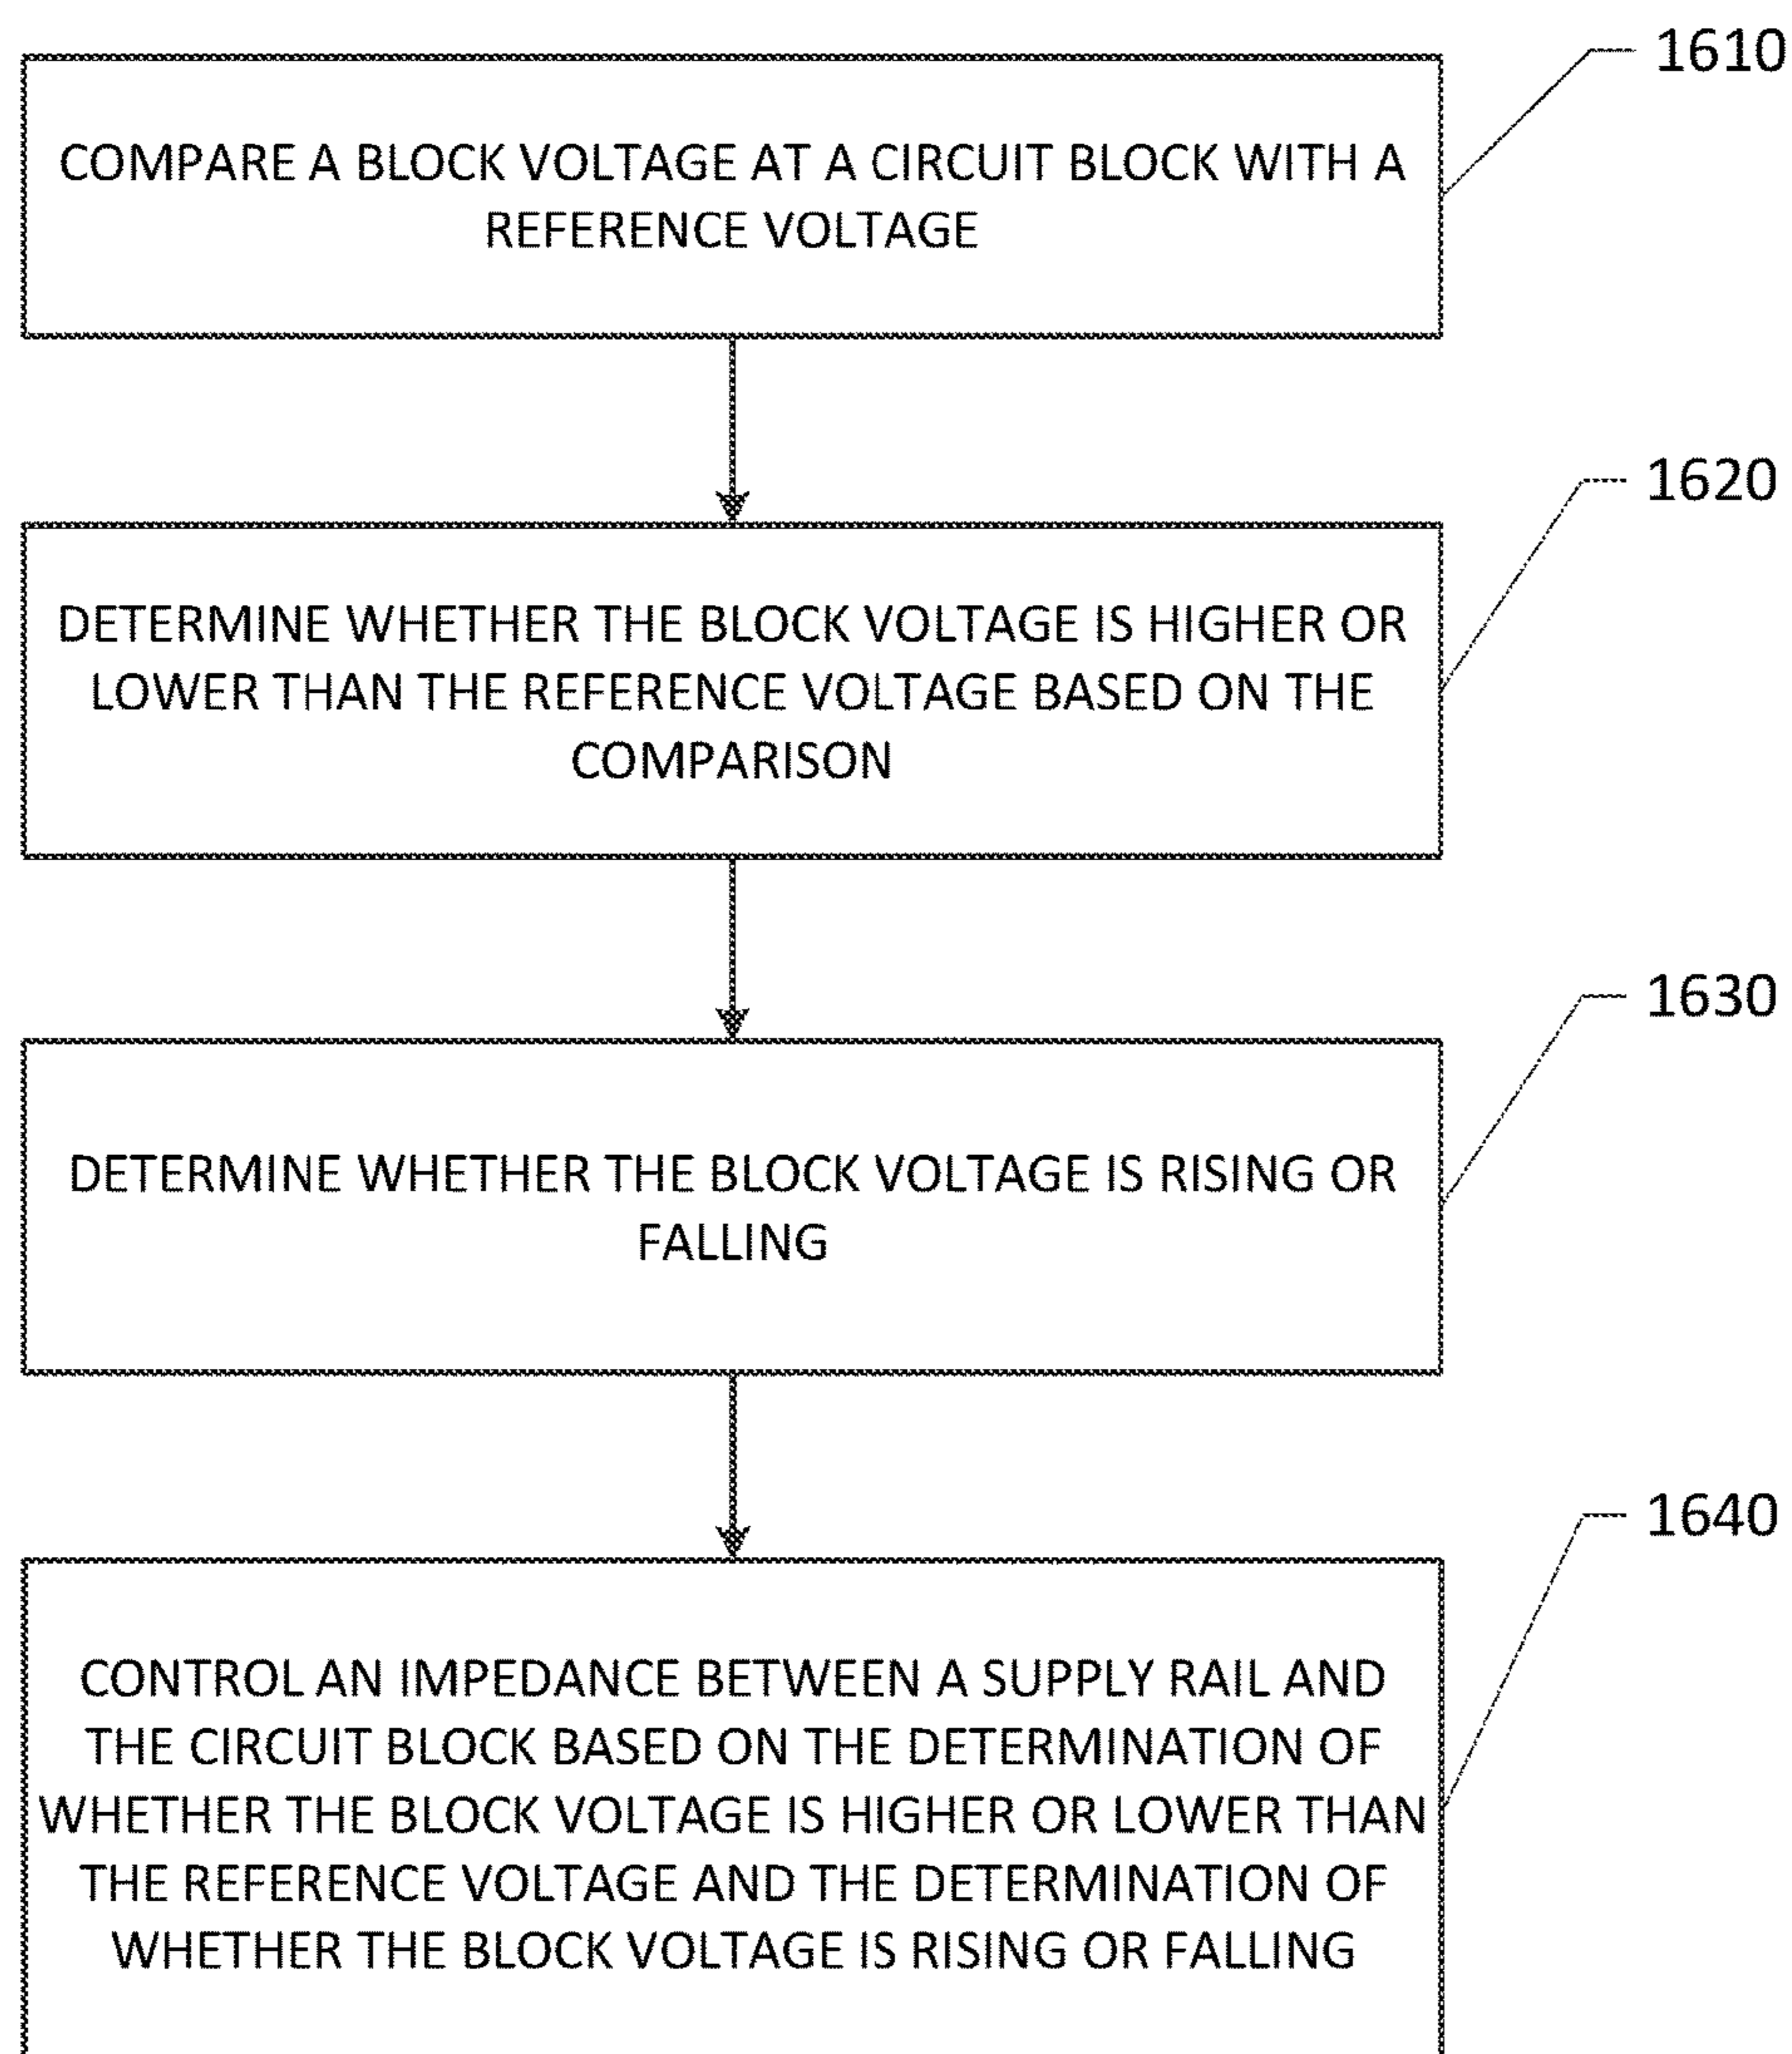 1610
COMPARE A BLOCK VOLTAGE AT A CIRCUIT BLOCK WITH A
REFERENCE VOLTAGE
1620
DETERMINE WHETHER THE BLOCK VOLTAGE IS HIGHER OR
LOWER THAN THE REFERENCE VOLTAGE BASED ON THE
COMPARISON
1630
DETERMINE WHETHER THE BLOCK VOLTAGE IS RISING OR
FALLING
1640
CONTROL AN IMPEDANCE BETWEEN A SUPPLY RAIL AND
THE CIRCUIT BLOCK BASED ON THE DETERMINATION OF
WHETHER THE BLOCK VOLTAGE IS HIGHER OR LOWER THAN
THE REFERENCE VOLTAGE AND THE DETERMINATION OF
WHETHER THE BLOCK VOLTAGE IS RISING OR FALLING